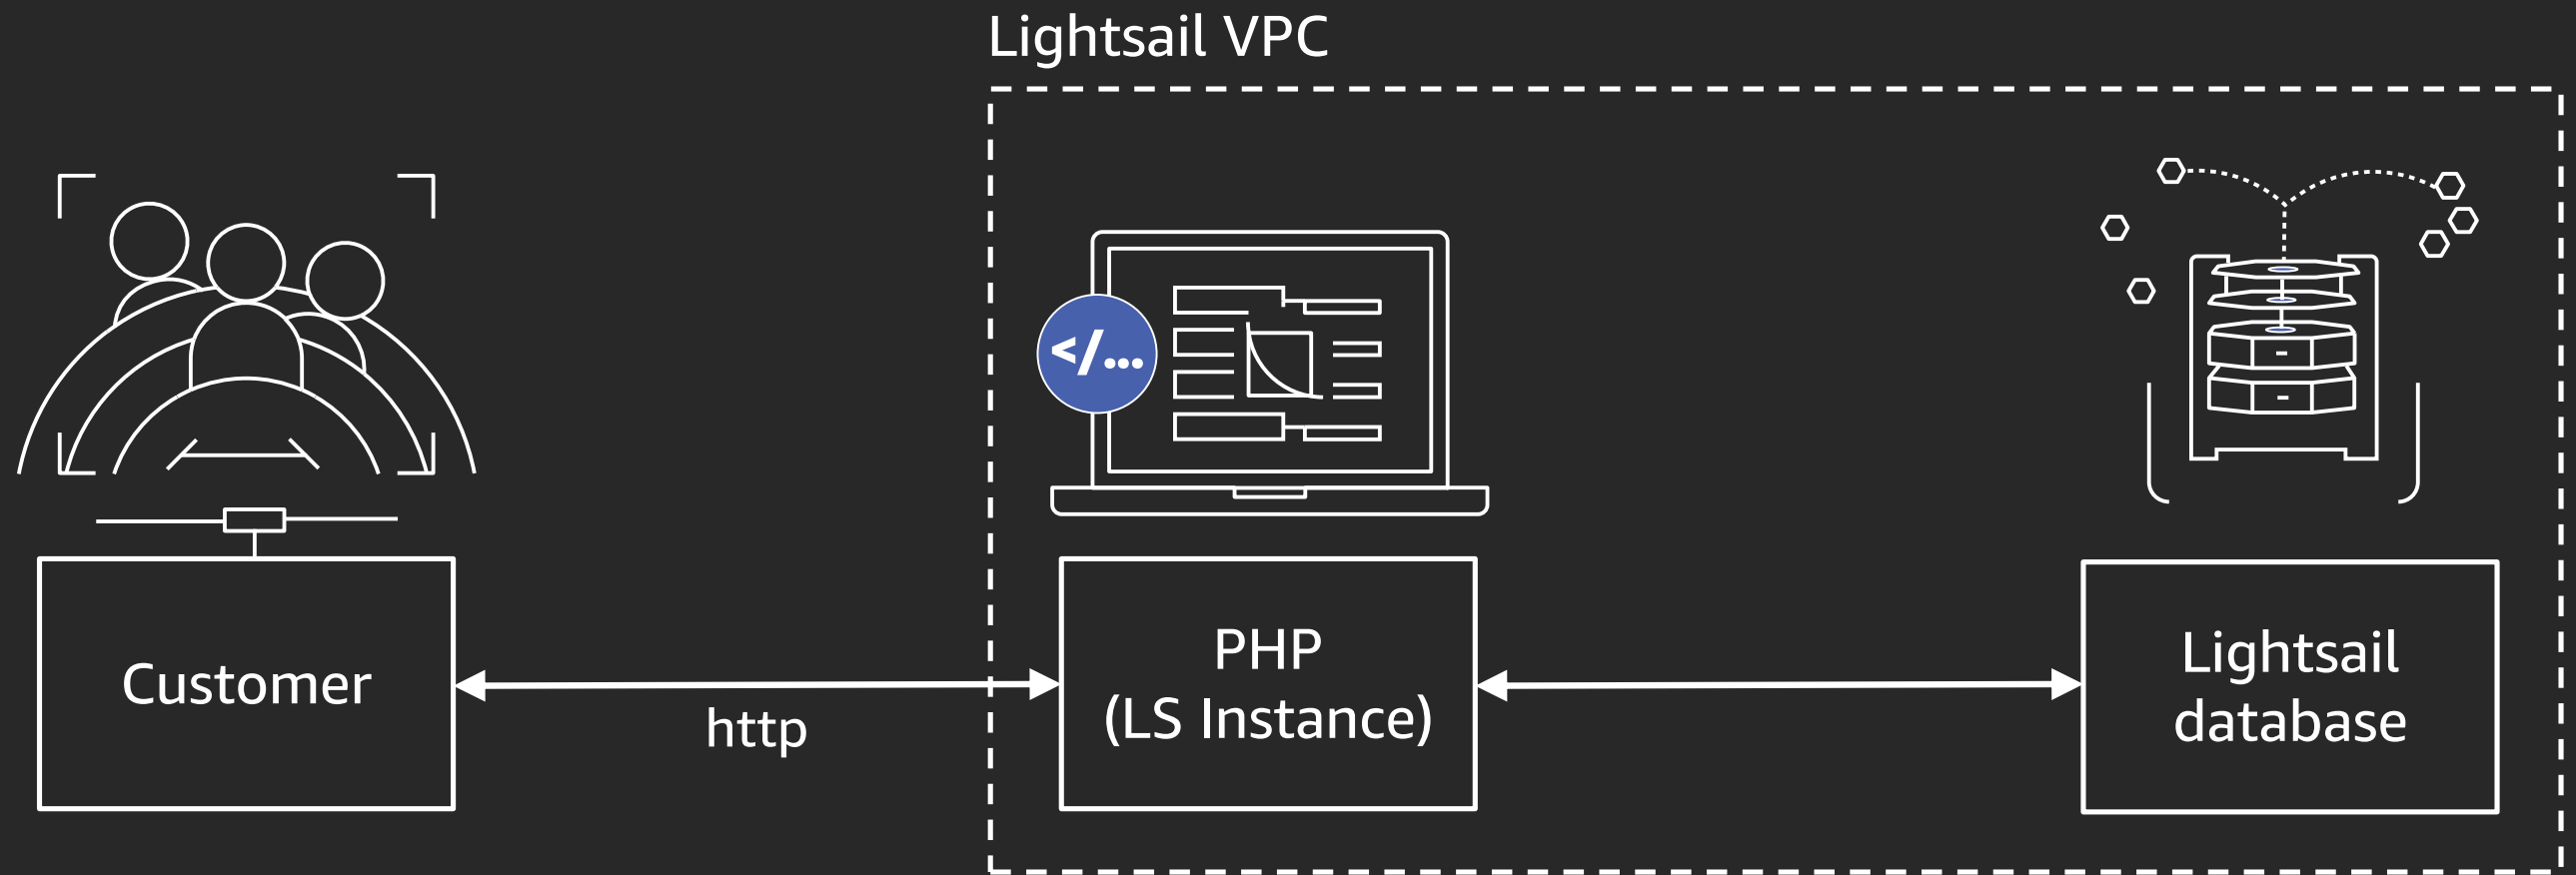 Lightsail VPC
</...
Customer
http
PHP
(LS Instance)
Lightsail
database